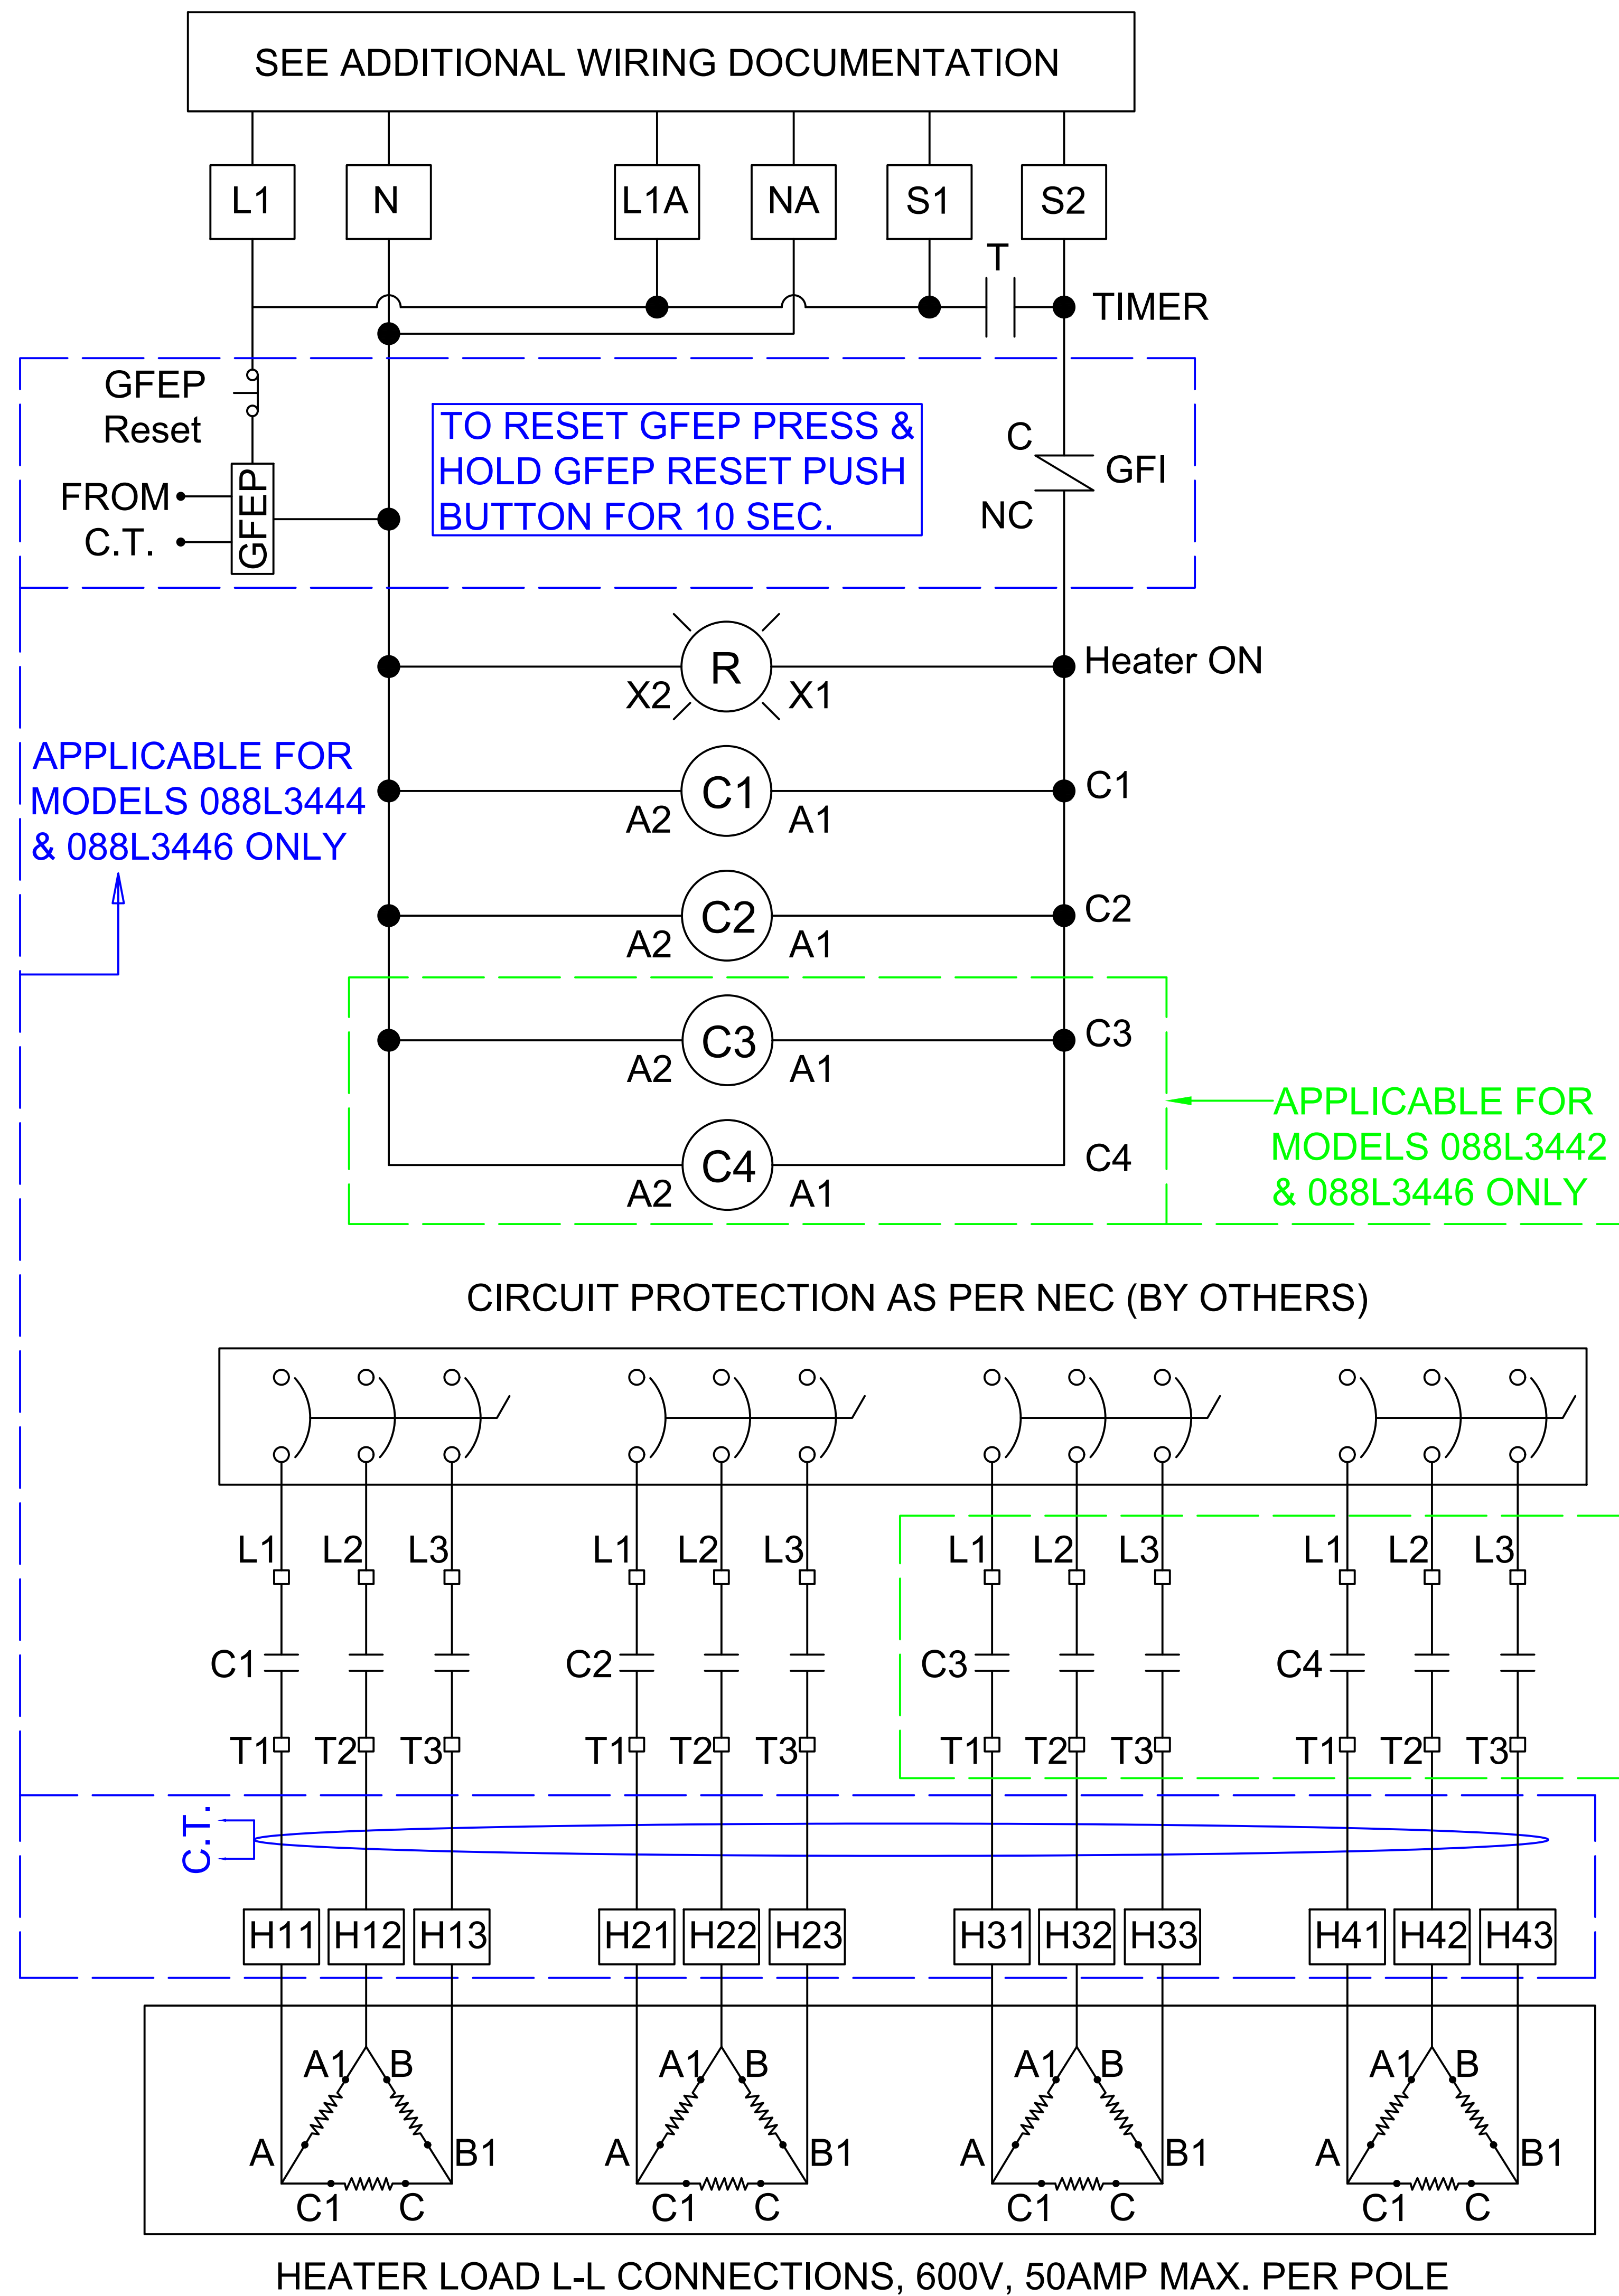 SEE ADDITIONAL WIRING DOCUMENTATION
L1 N L1A NA S1 S2
T
TIMER
GFEP
Reset
TO RESET GFEP PRESS &
HOLD GFEP RESET PUSH
BUTTON FOR 10 SEC.
C
GFI
NC
FROM
C.T.
GFEP
R
X2 X1
Heater ON
APPLICABLE FOR
MODELS 088L3444
& 088L3446 ONLY
C1
A2 A1
C1
C2
A2 A1
C2
C3
A2 A1
C3
C4
A2 A1
C4
APPLICABLE FOR
MODELS 088L3442
& 088L3446 ONLY
CIRCUIT PROTECTION AS PER NEC (BY OTHERS)
L1 L2 L3 L1 L2 L3 L1 L2 L3 L1 L2 L3
C1 C2 C3 C4
T1 T2 T3 T1 T2 T3 T1 T2 T3 T1 T2 T3
C.T.
H11 H12 H13 H21 H22 H23 H31 H32 H33 H41 H42 H43
A1 B A1 B A1 B A1 B
A B1 A B1 A B1 A B1
C1 C C1 C C1 C C1 C
HEATER LOAD L-L CONNECTIONS, 600V, 50AMP MAX. PER POLE